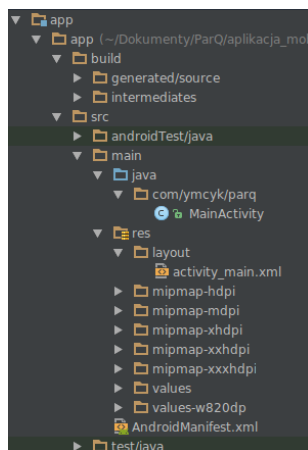 app
app (~/Dokumenty/ParQ/aplikacja_mol
build
generated/source
intermediates
src
androidTest/java
main
java
com/ymcyk/parq
MainActivity
res
layout
activity_main.xml
mipmap-hdpi
mipmap-mdpi
mipmap-xhdpi
mipmap-xxhdpi
mipmap-xxxhdpi
values
values-w820dp
AndroidManifest.xml
test/java